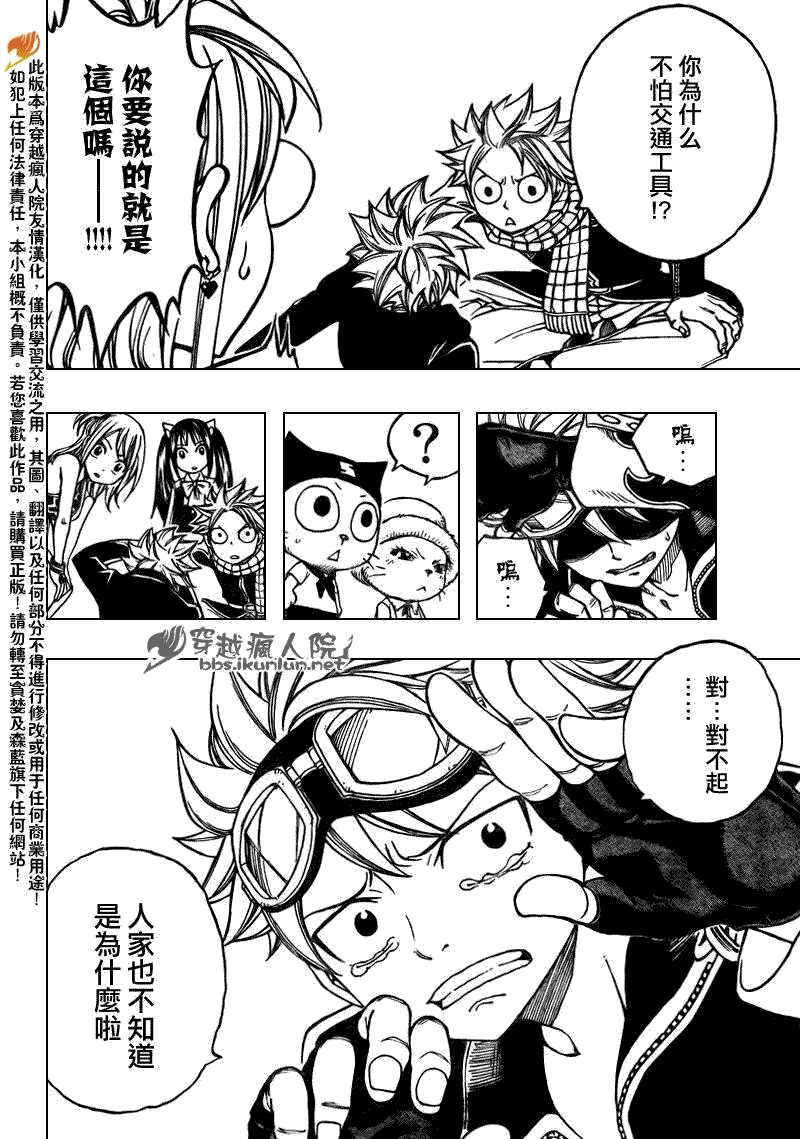 你為什么
不怕交通工具!?
你要説的就是
這個嗎——!!!!
嗚…
嗚…
?
對…對不起
……
人家也不知道
是為什麼啦
此版本爲穿越瘋人院友情漢化，僅供學習交流之用，其圖、翻譯以及任何部分不得進行修改或用于任何商業用途！
如犯上任何法律責任，本小組概不負責。若您喜歡此作品，請購買正版！請勿轉至貪婪及森藍旗下任何網站！
穿越瘋人院
bbs.ikunlun.net